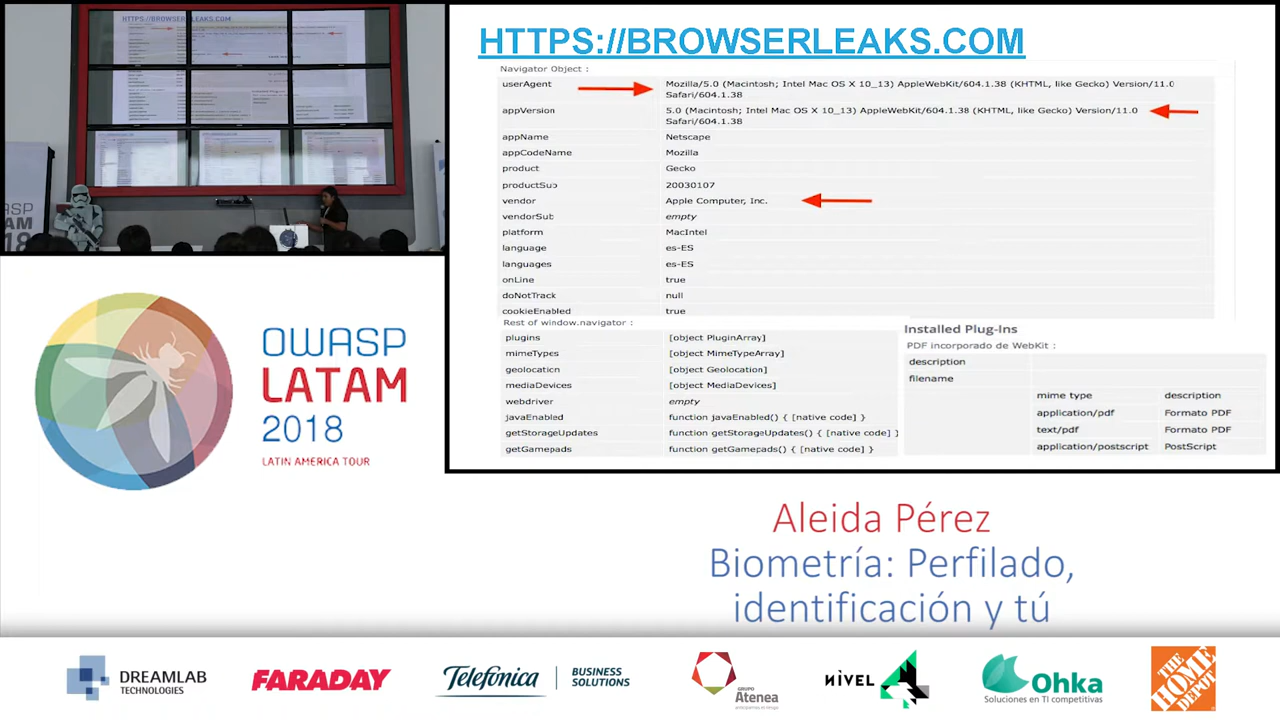 HTTPS://BROWSERLEAKS.COM
Navigator Object :
userAgent Mozilla/5.0 (Macintosh; Intel Mac OS X 10_13) AppleWebKit/604.1.38 (KHTML, like Gecko) Version/11.0
Safari/604.1.38
appVersion 5.0 (Macintosh; Intel Mac OS X 10_13) AppleWebKit/604.1.38 (KHTML, like Gecko) Version/11.0
Safari/604.1.38
appName Netscape
appCodeName Mozilla
product Gecko
productSub 20030107
vendor Apple Computer, Inc.
vendorSub empty
platform MacIntel
language es-ES
languages es-ES
onLine true
doNotTrack null
cookieEnabled true
Rest of window.navigator :
plugins [object PluginArray]
mimeTypes [object MimeTypeArray]
geolocation [object Geolocation]
mediaDevices [object MediaDevices]
webdriver empty
javaEnabled function javaEnabled() { [native code] }
getStorageUpdates function getStorageUpdates() { [native code] }
getGamepads function getGamepads() { [native code] }
Installed Plug-Ins
PDF incorporado de WebKit :
description
filename
mime type description
application/pdf Formato PDF
text/pdf Formato PDF
application/postscript PostScript
HTTPS://BROWSERLEAKS.COM
ASP
LATAM
2018
OWASP
LATAM
2018
LATIN AMERICA TOUR
Aleida Pérez
Biometría: Perfilado,
identificación y tú
DREAMLAB
TECHNOLOGIES
FARADAY
Telefónica
BUSINESS
SOLUTIONS
GRUPO
Atenea
NIVEL
Ohka
Soluciones en TI competitivas
THE
HOME
DEPOT